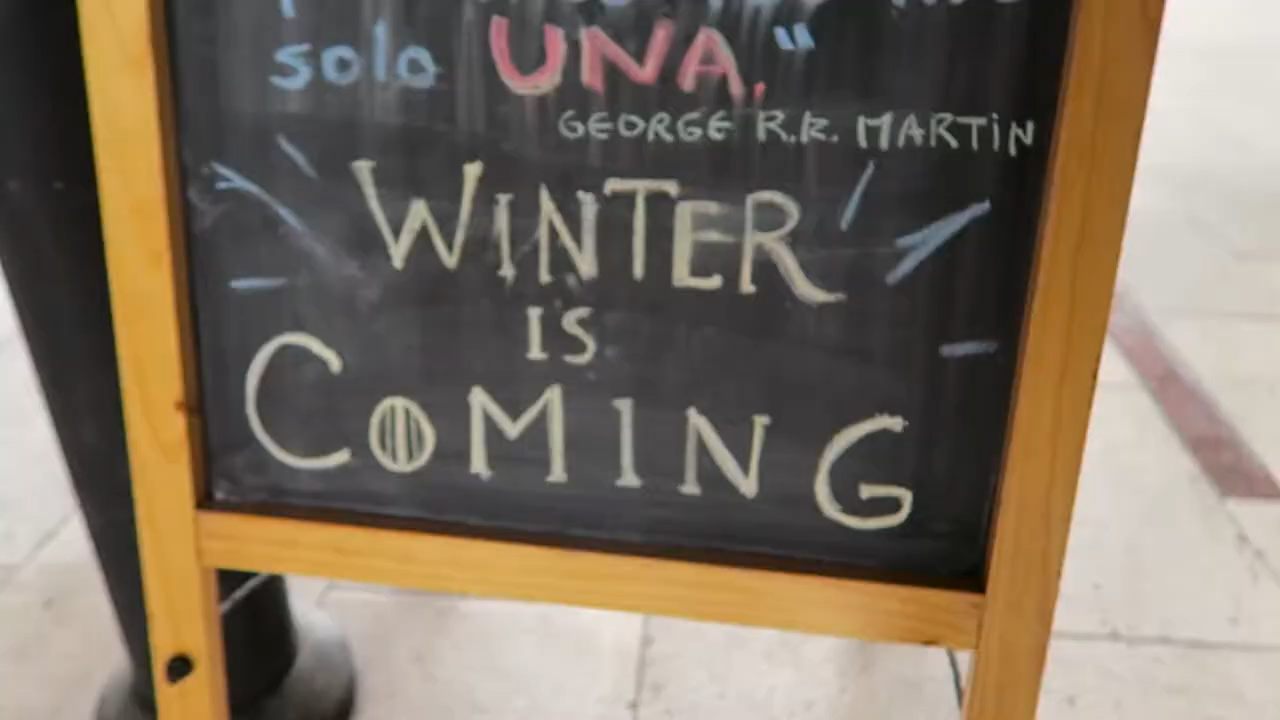 solo UNA."
GEORGE R.R. MARTIN
WINTER
IS
COMING